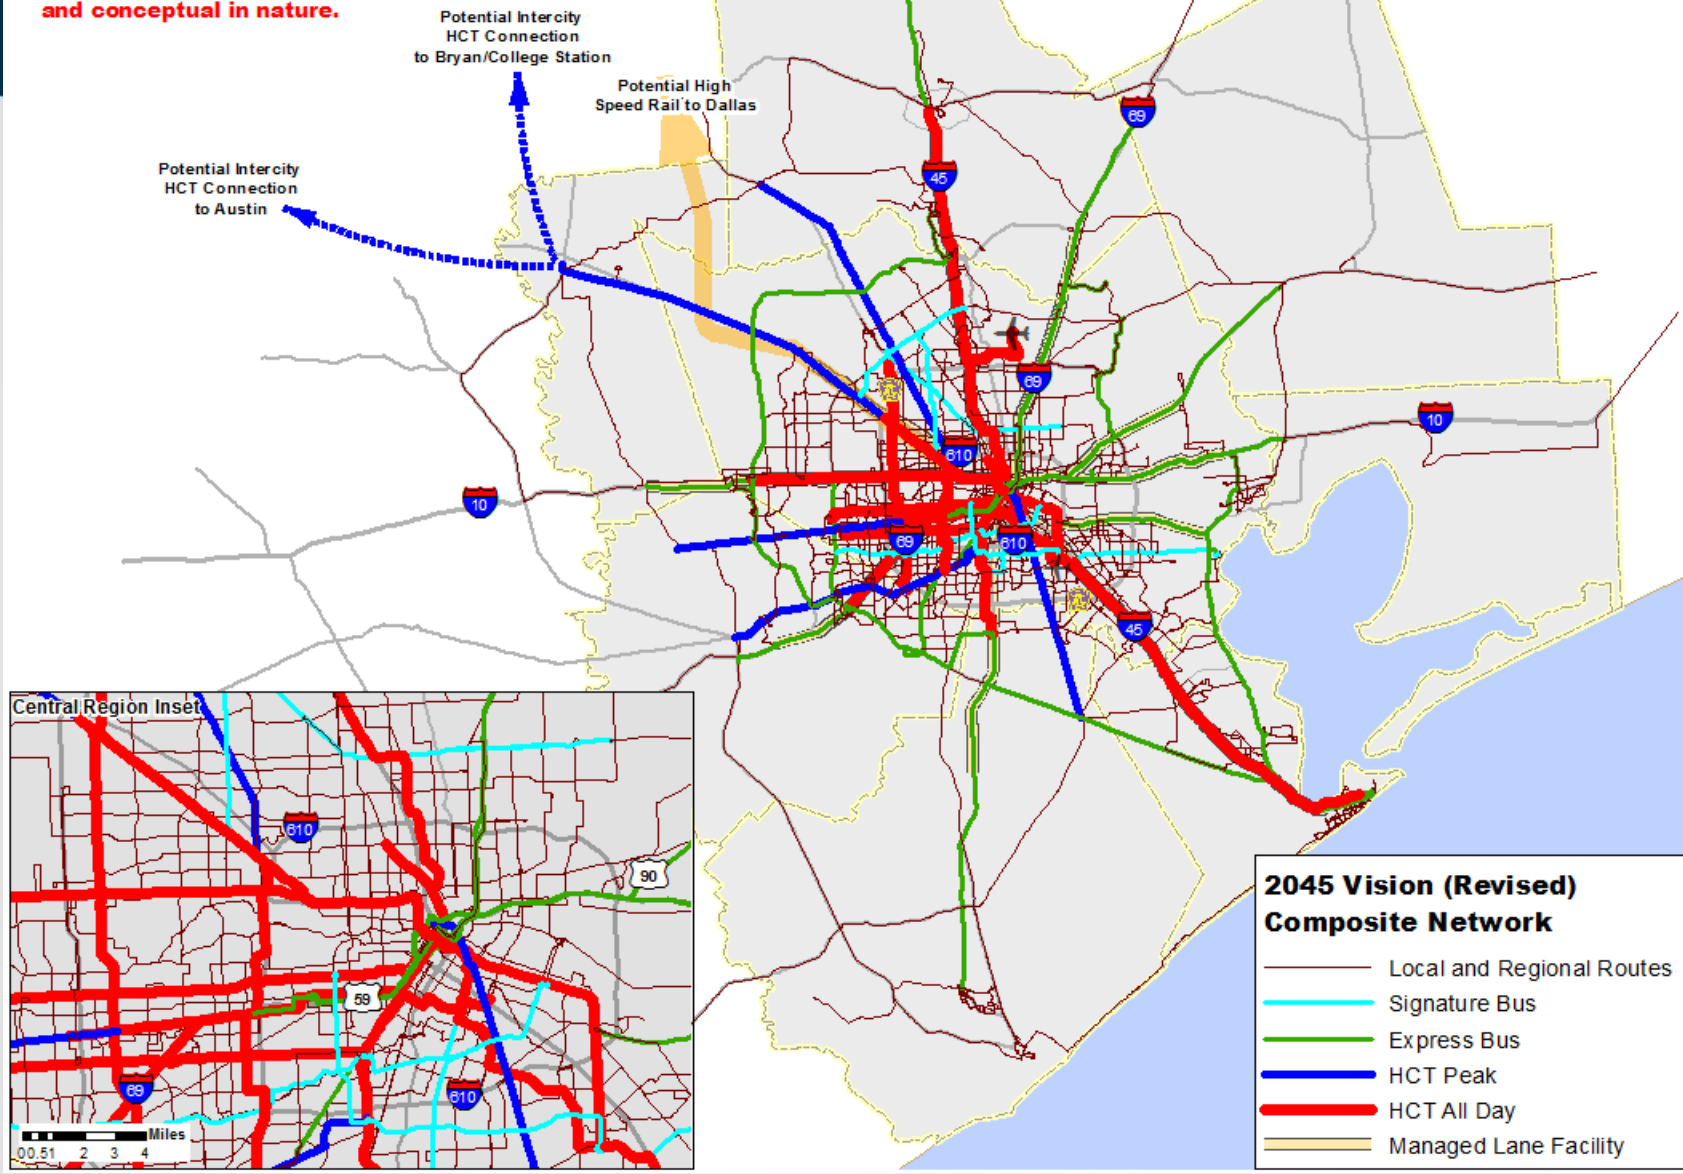 and conceptual in nature.
Potential Intercity
HCT Connection
to Bryan/College Station
Potential High
Speed Rail to Dallas
Potential Intercity
HCT Connection
to Austin
69
45
69
10
610
10
69
610
45
Central Region Inset
610
90
59
69
610
Miles
0 0.5 1 2 3 4
2045 Vision (Revised)
Composite Network
Local and Regional Routes
Signature Bus
Express Bus
HCT Peak
HCT All Day
Managed Lane Facility